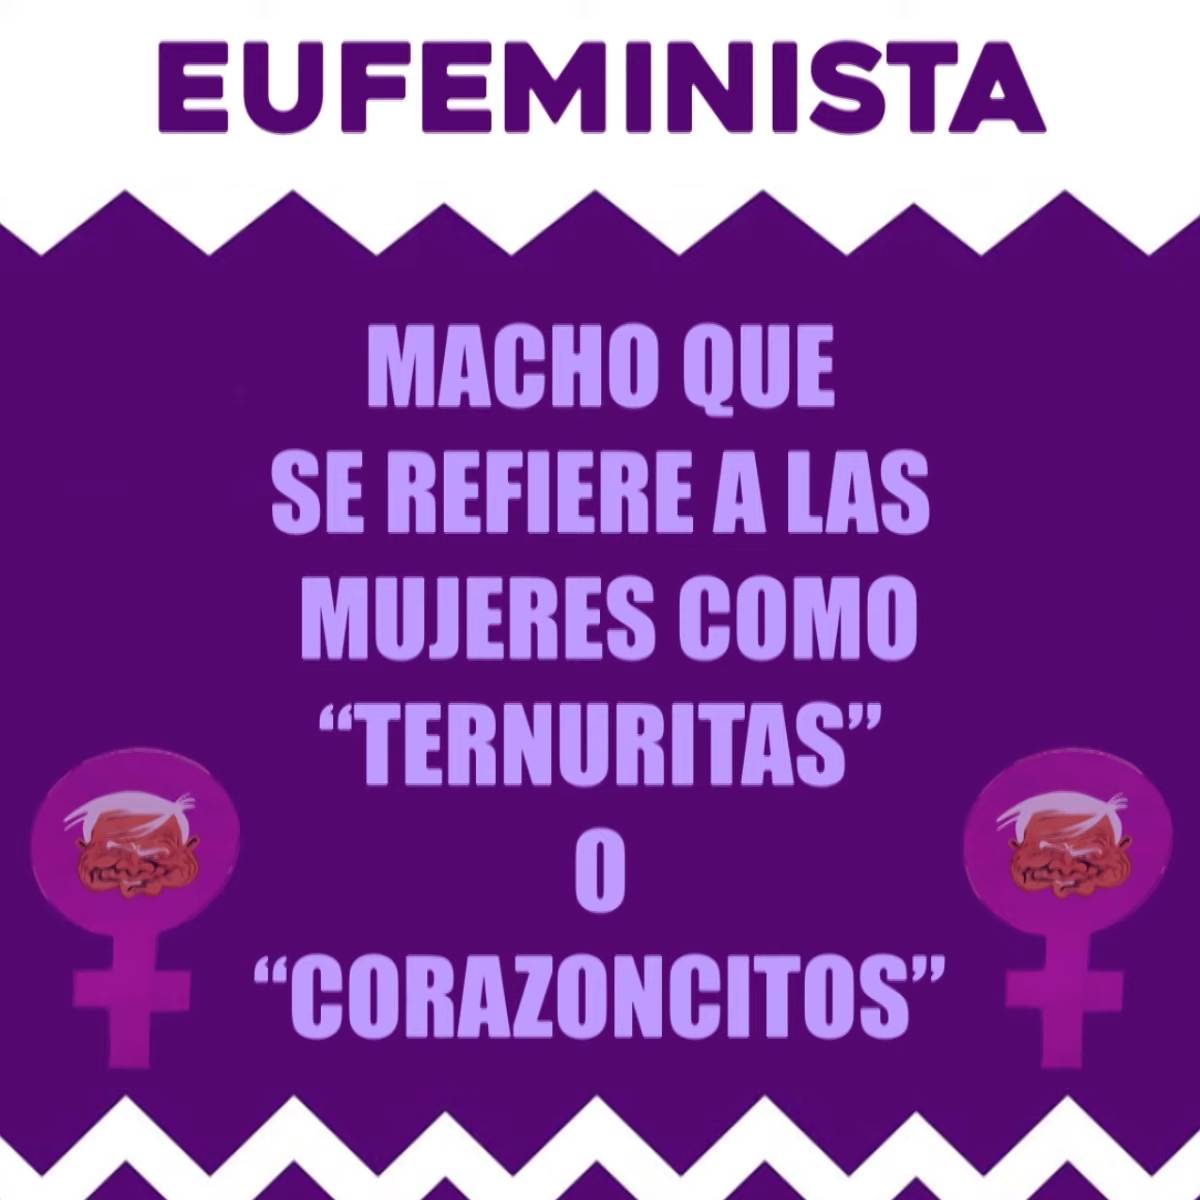 EUFEMINISTA
MACHO QUE
SE REFIERE A LAS
MUJERES COMO
“TERNURITAS”
O
“CORAZONCITOS”